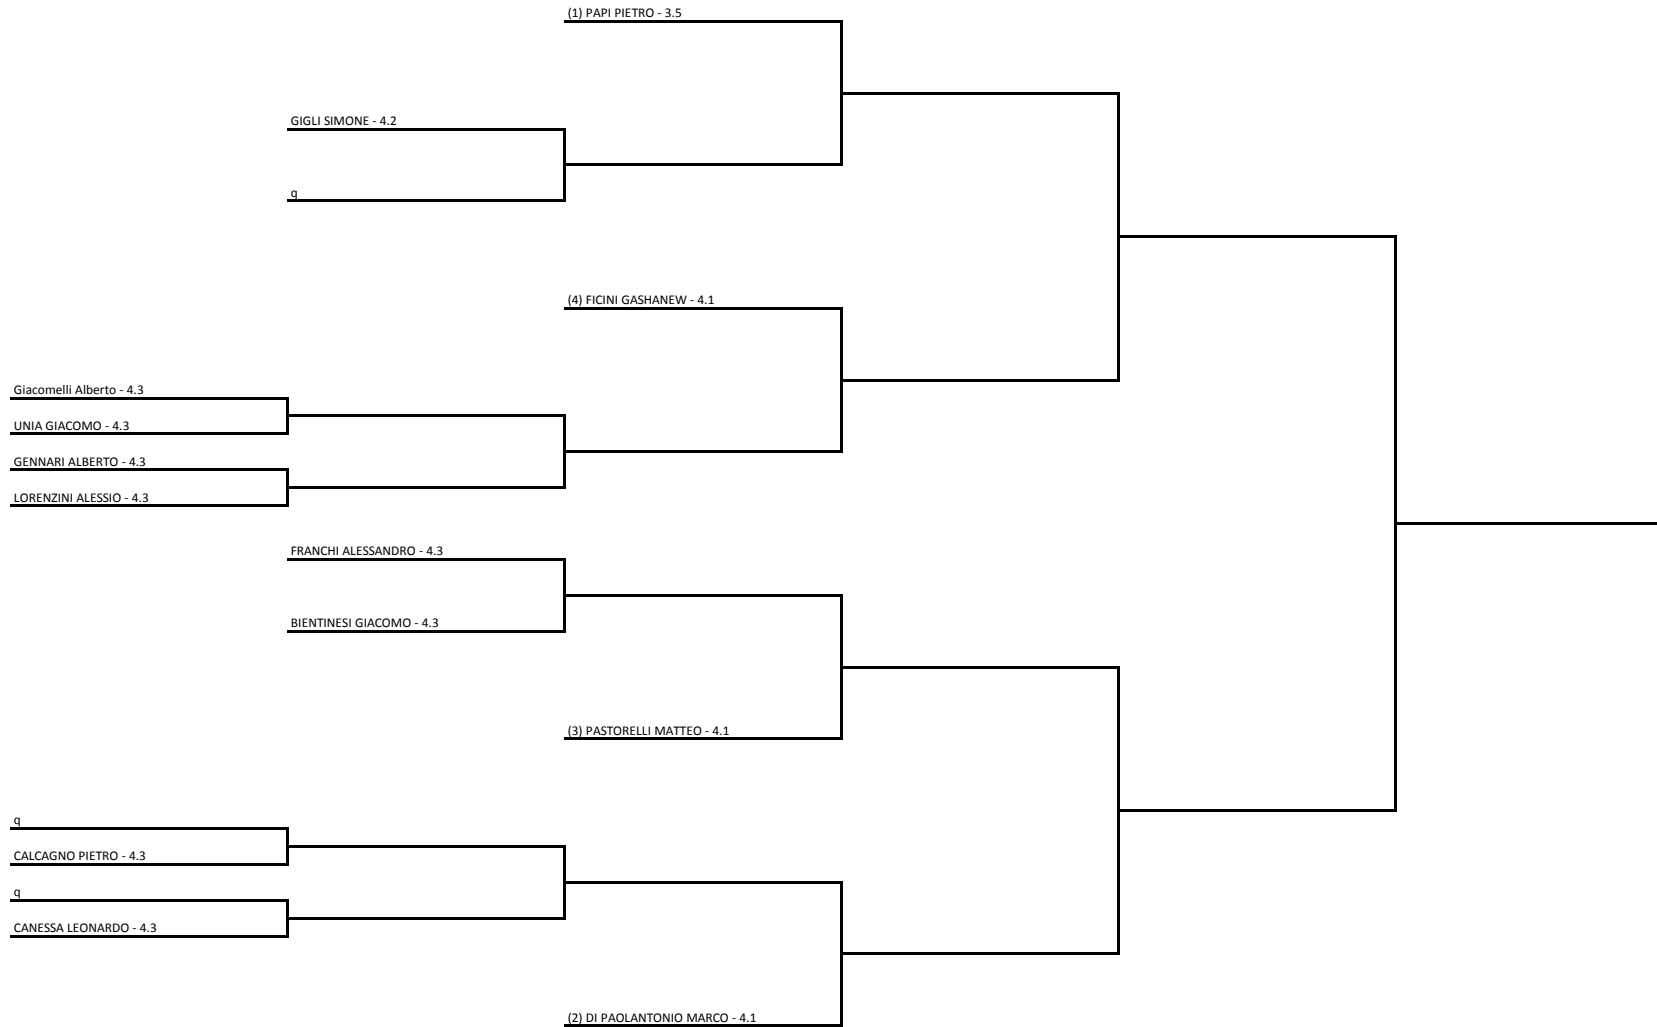 (1) PAPI PIETRO - 3.5
GIGLI SIMONE - 4.2
q
(4) FICINI GASHANEW - 4.1
Giacomelli Alberto - 4.3
UNIA GIACOMO - 4.3
GENNARI ALBERTO - 4.3
LORENZINI ALESSIO - 4.3
FRANCHI ALESSANDRO - 4.3
BIENTINESI GIACOMO - 4.3
(3) PASTORELLI MATTEO - 4.1
q
CALCAGNO PIETRO - 4.3
q
CANESSA LEONARDO - 4.3
(2) DI PAOLANTONIO MARCO - 4.1